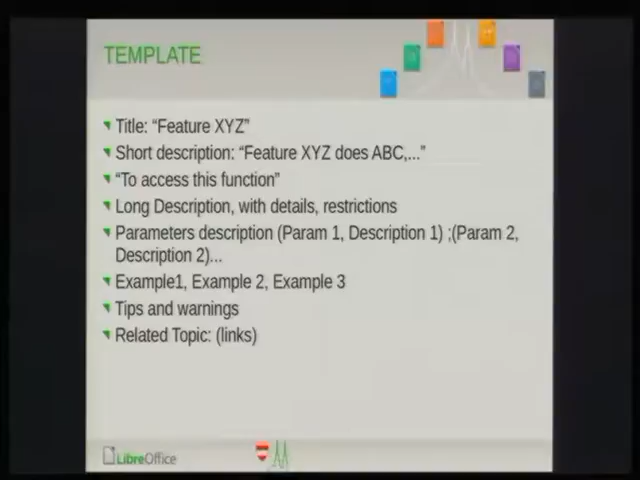 TEMPLATE
Title: “Feature XYZ”
Short description: “Feature XYZ does ABC,...”
“To access this function”
Long Description, with details, restrictions
Parameters description (Param 1, Description 1) ;(Param 2,
Description 2)...
Example1, Example 2, Example 3
Tips and warnings
Related Topic: (links)
LibreOffice